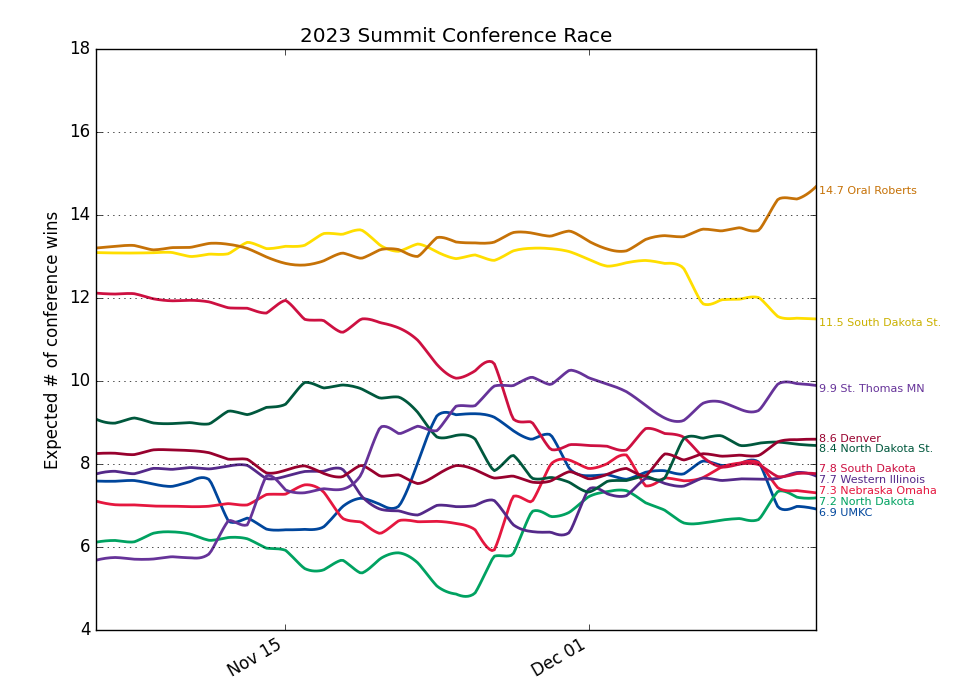 2023 Summit Conference Race
Expected # of conference wins
18
16
14
12
10
8
6
4
Nov 15
Dec 01
14.7 Oral Roberts
11.5 South Dakota St.
9.9 St. Thomas MN
8.6 Denver
8.4 North Dakota St.
7.8 South Dakota
7.7 Western Illinois
7.3 Nebraska Omaha
7.2 North Dakota
6.9 UMKC